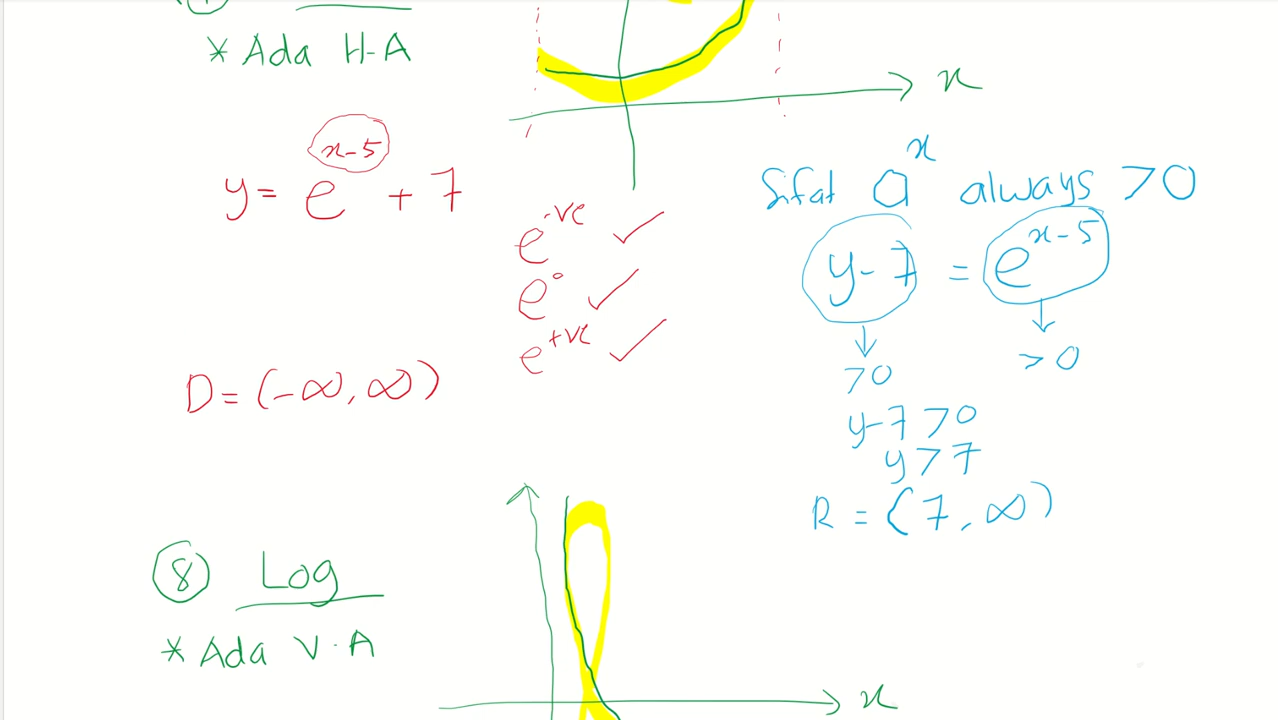 * Ada H-A
x
y = e^{x-5} + 7
e^{-ve} ✓
e^{0} ✓
e^{+ve} ✓
D = (-∞, ∞)
Sifat a^{x} always >0
y-7 = e^{x-5}
>0 >0
y-7 >0
y > 7
R = (7, ∞)
8 Log
* Ada V.A
x